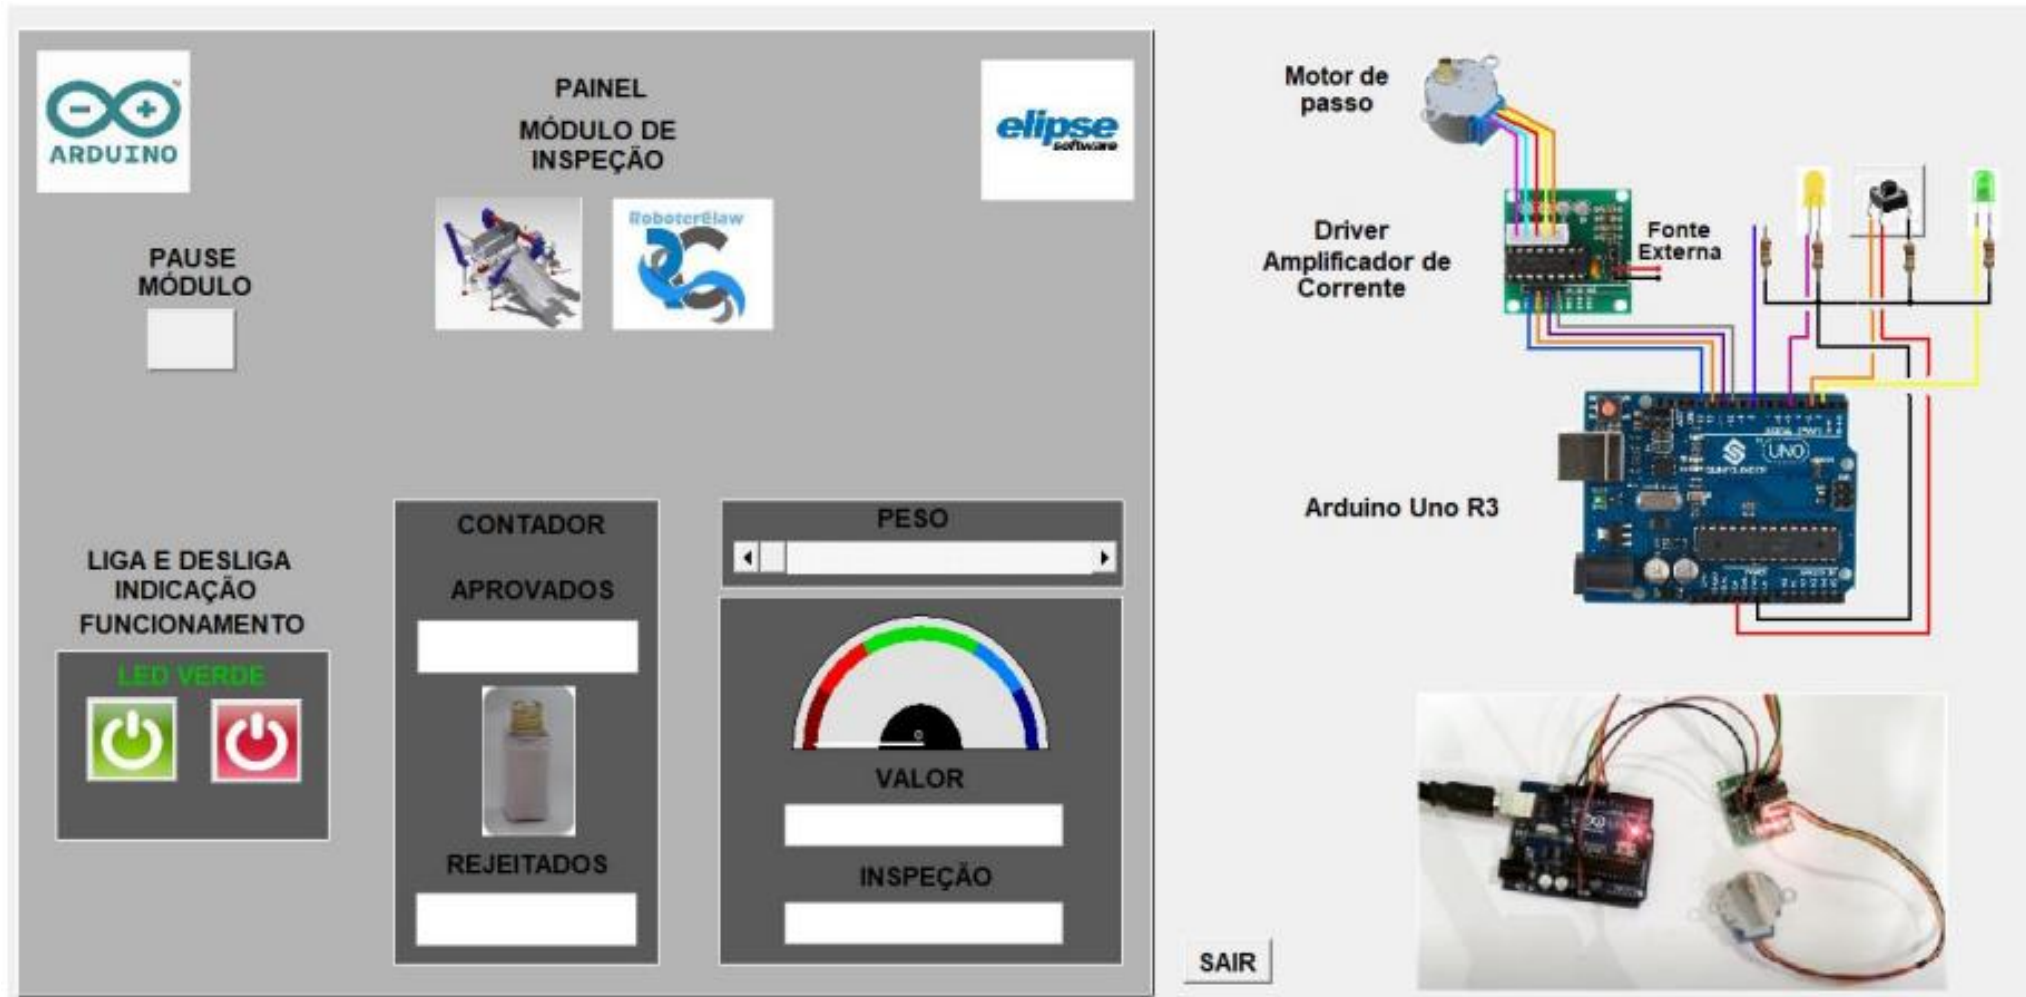 ARDUINO
PAINEL
MÓDULO DE
INSPEÇÃO
elipse
software
RoboterClaw
PAUSE
MÓDULO
LIGA E DESLIGA
INDICAÇÃO
FUNCIONAMENTO
LED VERDE
CONTADOR
APROVADOS
REJEITADOS
PESO
0
VALOR
INSPEÇÃO
Motor de
passo
Driver
Amplificador de
Corrente
Fonte
Externa
UNO
Arduino Uno R3
SAIR